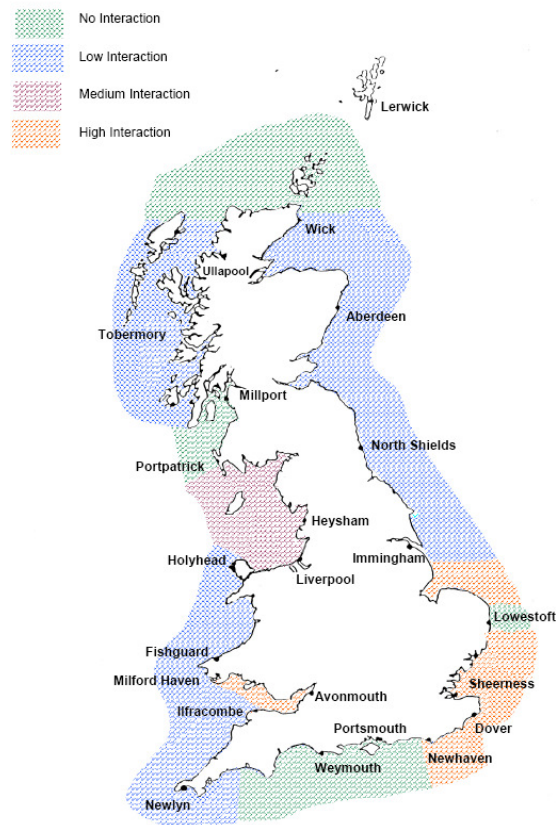 No Interaction
Low Interaction
Medium Interaction
High Interaction
Lerwick
Wick
Ullapool
Aberdeen
Tobermory
Millport
North Shields
Portpatrick
Heysham
Immingham
Holyhead
Liverpool
Lowestoft
Fishguard
Milford Haven
Sheerness
Avonmouth
Ilfracombe
Dover
Portsmouth
Newhaven
Weymouth
Newlyn